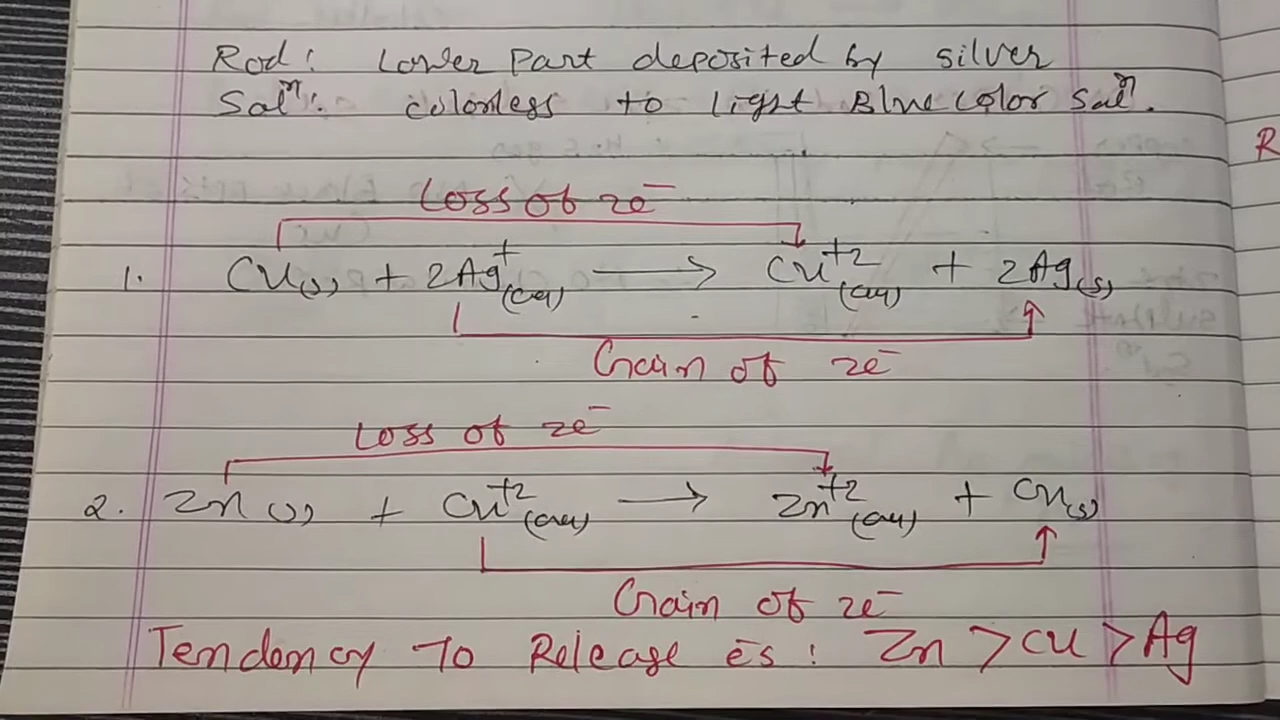 Rod: Lower Part deposited by silver
Solⁿ: colorless to Light Blue color Solⁿ.
R
Loss of 2e⁻
1. Cu(s) + 2Ag⁺(aq) ⟶ Cu⁺²(aq) + 2Ag(s)
Gain of 2e⁻
Loss of 2e⁻
2. Zn(s) + Cu⁺²(aq) ⟶ Zn⁺²(aq) + Cu(s)
Gain of 2e⁻
Tendency To Release e⁻s : Zn > Cu > Ag